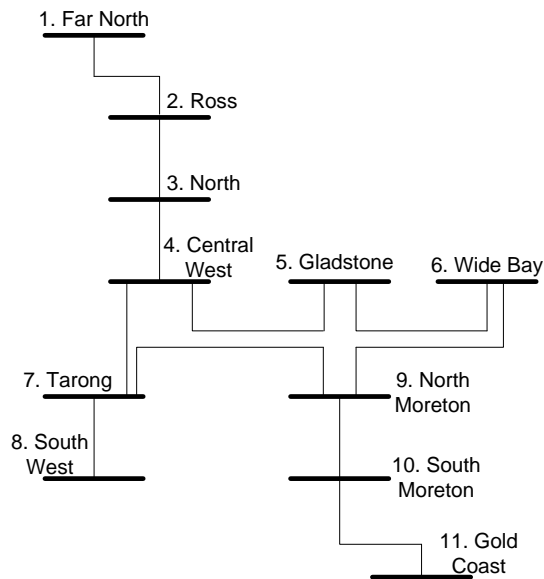 1. Far North
2. Ross
3. North
4. Central
West
5. Gladstone
6. Wide Bay
7. Tarong
9. North
Moreton
8. South
West
10. South
Moreton
11. Gold
Coast